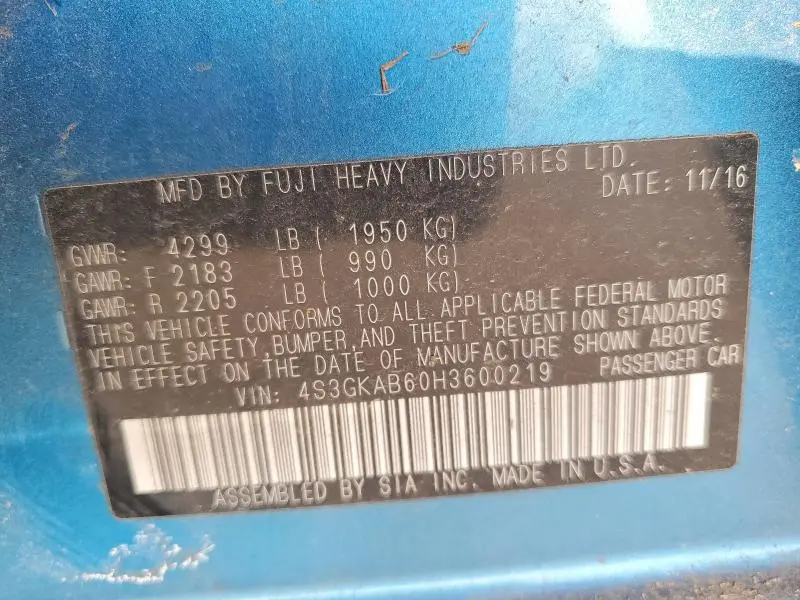 MFD BY FUJI HEAVY INDUSTRIES LTD. DATE: 11/16
GVWR: 4299 LB ( 1950 KG)
GAWR: F 2183 LB ( 990 KG)
GAWR: R 2205 LB ( 1000 KG)
THIS VEHICLE CONFORMS TO ALL APPLICABLE FEDERAL MOTOR
VEHICLE SAFETY, BUMPER, AND THEFT PREVENTION STANDARDS
IN EFFECT ON THE DATE OF MANUFACTURE SHOWN ABOVE.
VIN: 4S3GKAB60H3600219 PASSENGER CAR
ASSEMBLED BY SIA INC. MADE IN U.S.A.